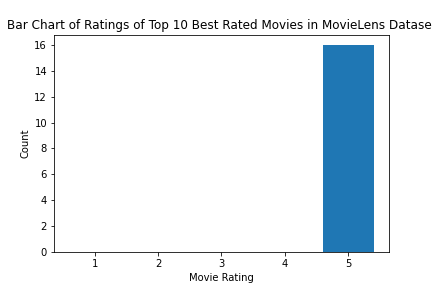 Bar Chart of Ratings of Top 10 Best Rated Movies in MovieLens Datase
16
14
12
10
8
6
4
2
0
Count
1 2 3 4 5
Movie Rating